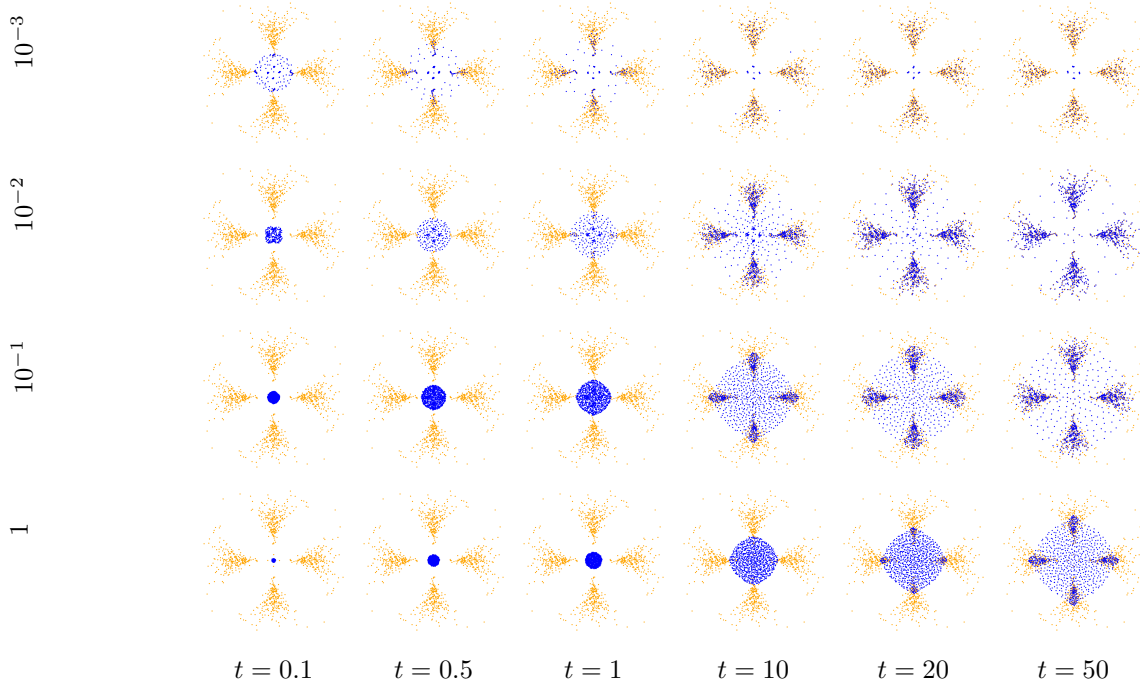 10⁻³
10⁻²
10⁻¹
1
t = 0.1 t = 0.5 t = 1 t = 10 t = 20 t = 50